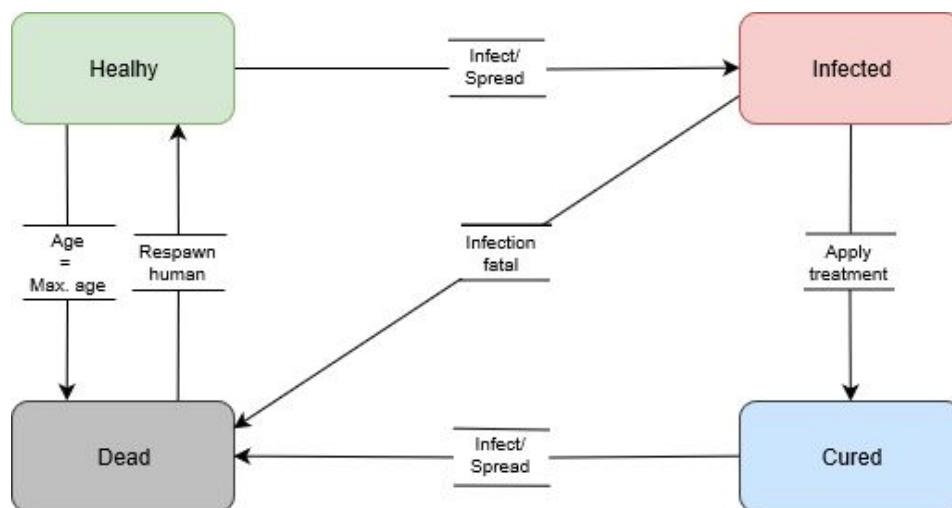 Healhy
Infect/
Spread
Infected
Age
=
Max. age
Respawn
human
Infection
fatal
Apply
treatment
Dead
Infect/
Spread
Cured